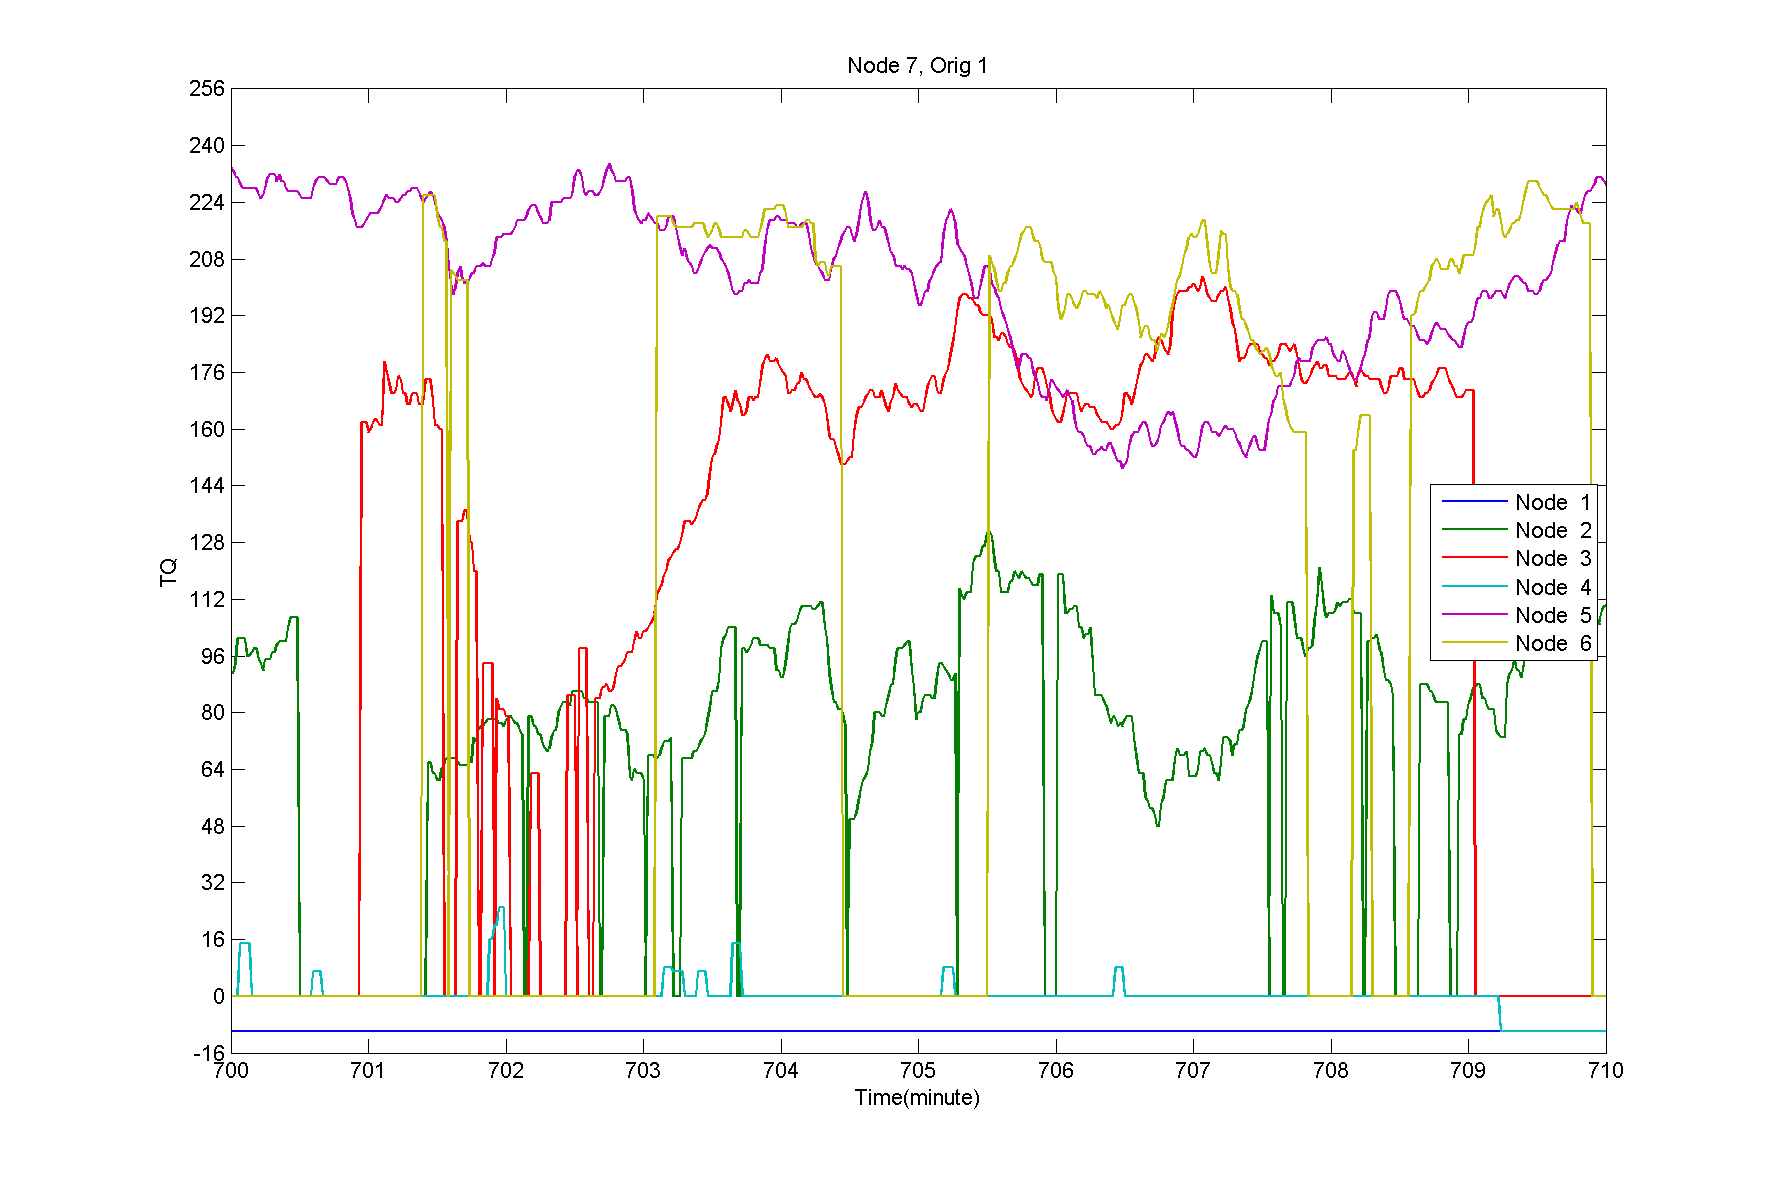 Node 7, Orig 1
256
240
224
208
192
176
160
144
128
112
96
80
64
48
32
16
0
-16
TQ
Node 1
Node 2
Node 3
Node 4
Node 5
Node 6
700 701 702 703 704 705 706 707 708 709 710
Time(minute)